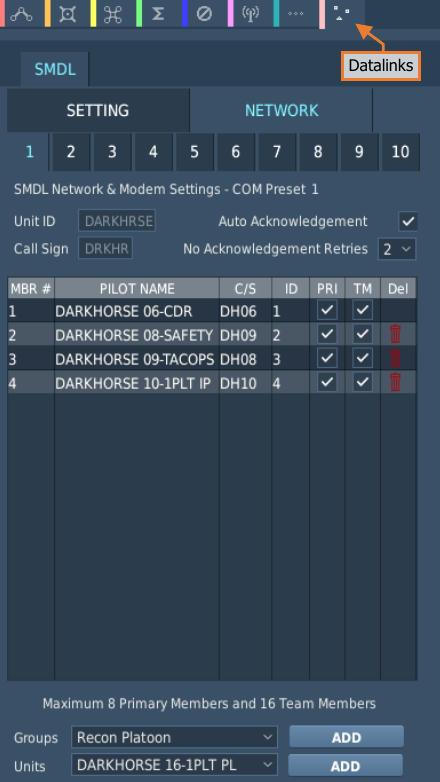 Datalinks
SMDL
SETTING NETWORK
1 2 3 4 5 6 7 8 9 10
SMDL Network & Modem Settings - COM Preset 1
Unit ID DARKHRSE Auto Acknowledgement
Call Sign DRKHR No Acknowledgement Retries 2
MBR # PILOT NAME C/S ID PRI TM Del
1 DARKHORSE 06-CDR DH06 1
2 DARKHORSE 08-SAFETY DH09 2
3 DARKHORSE 09-TACOPS DH08 3
4 DARKHORSE 10-1PLT IP DH10 4
Maximum 8 Primary Members and 16 Team Members
Groups Recon Platoon ADD
Units DARKHORSE 16-1PLT PL ADD